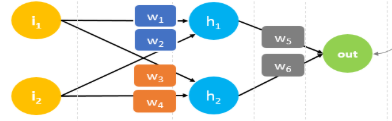 i₁ w₁ h₁
w₂ w₅
w₆ out
w₃
i₂ w₄ h₂